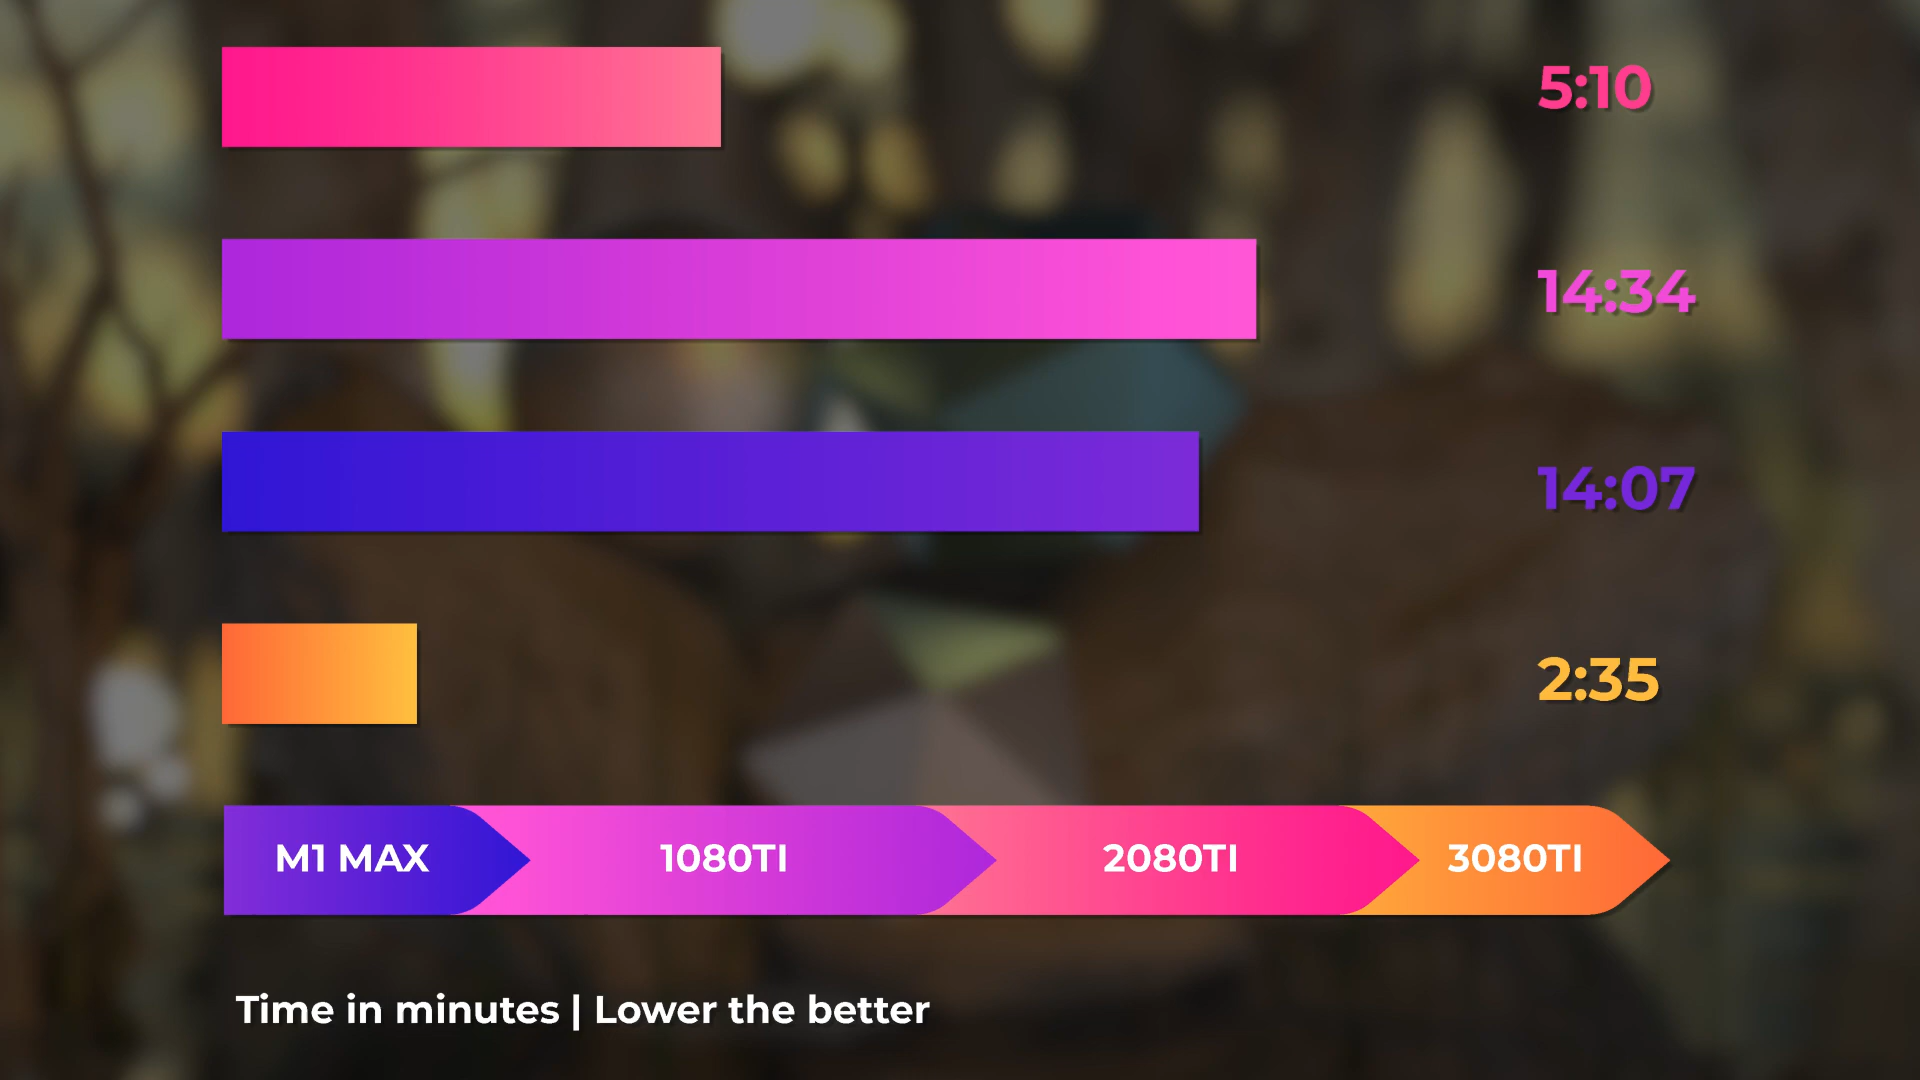 5:10
14:34
14:07
2:35
M1 MAX 1080TI 2080TI 3080TI
Time in minutes | Lower the better